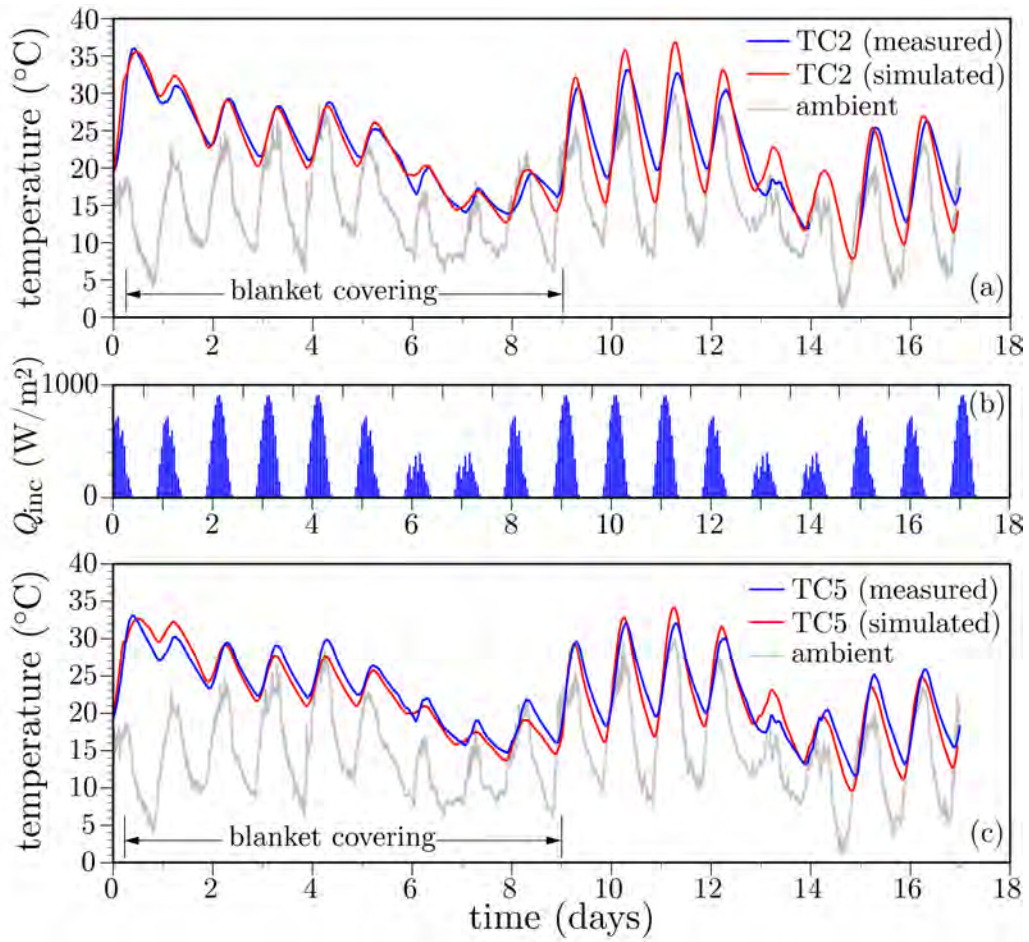 40
35
30
25
20
15
10
5
0
temperature (°C)
TC2 (measured)
TC2 (simulated)
ambient
blanket covering
(a)
0 2 4 6 8 10 12 14 16 18
1000
0
Q_inc (W/m²)
(b)
0 2 4 6 8 10 12 14 16 18
40
35
30
25
20
15
10
5
0
temperature (°C)
TC5 (measured)
TC5 (simulated)
ambient
blanket covering
(c)
0 2 4 6 8 10 12 14 16 18
time (days)